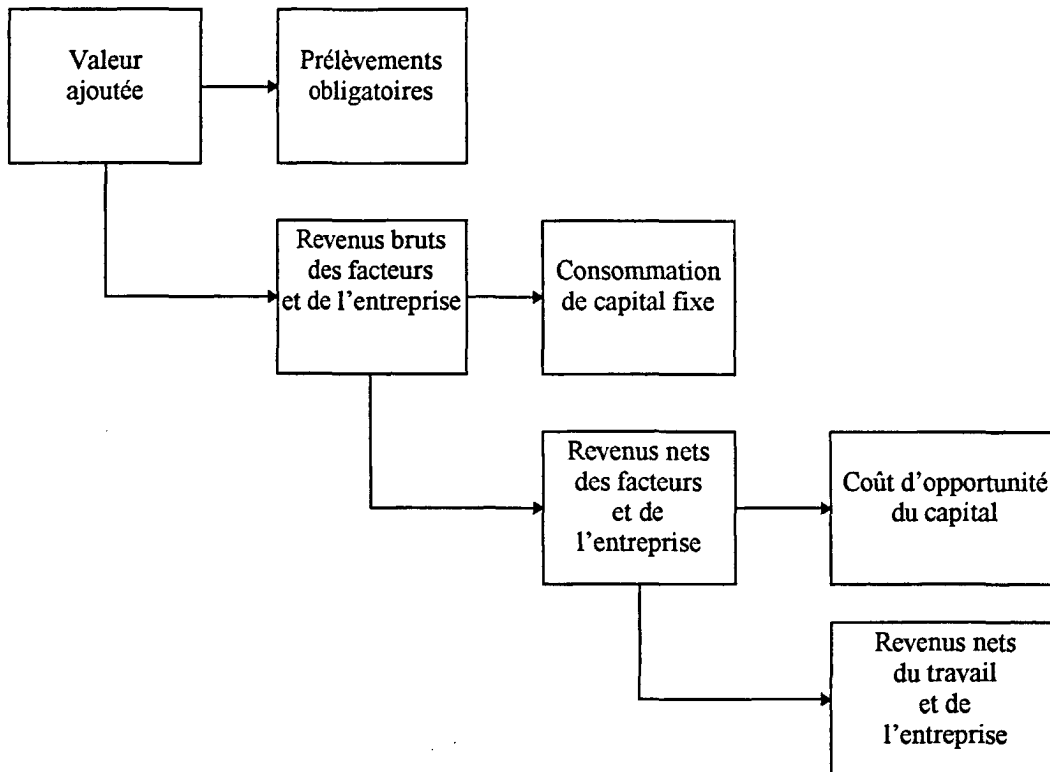 Valeur
ajoutée
Prélèvements
obligatoires
Revenus bruts
des facteurs
et de l'entreprise
Consommation
de capital fixe
Revenus nets
des facteurs
et de
l'entreprise
Coût d'opportunité
du capital
Revenus nets
du travail
et de
l'entreprise